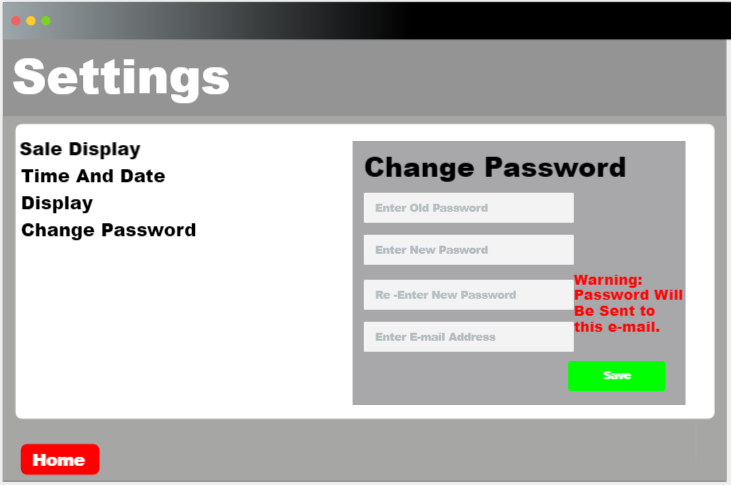 Settings
Sale Display
Time And Date
Display
Change Password
Change Password
Enter Old Password
Enter New Pasword
Re -Enter New Password
Enter E-mail Address
Warning:
Password Will
Be Sent to
this e-mail.
Save
Home